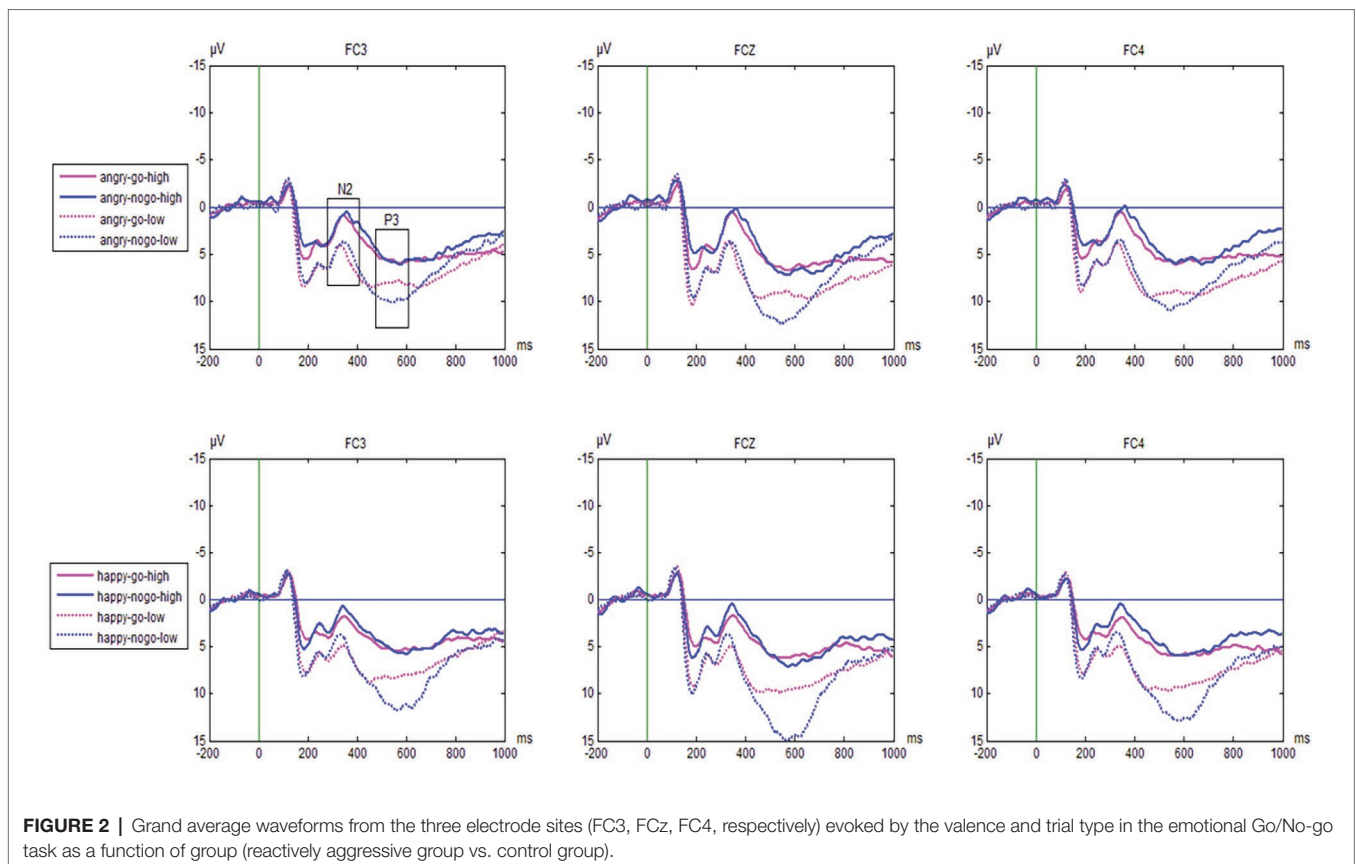 µV FC3
-15
-10
-5
0
5
10
15
-200 0 200 400 600 800 1000 ms
N2
P3
µV FCZ
-15
-10
-5
0
5
10
15
-200 0 200 400 600 800 1000 ms
µV FC4
-15
-10
-5
0
5
10
15
-200 0 200 400 600 800 1000 ms
angry-go-high
angry-nogo-high
angry-go-low
angry-nogo-low
µV FC3
-15
-10
-5
0
5
10
15
-200 0 200 400 600 800 1000 ms
µV FCZ
-15
-10
-5
0
5
10
15
-200 0 200 400 600 800 1000 ms
µV FC4
-15
-10
-5
0
5
10
15
-200 0 200 400 600 800 1000 ms
happy-go-high
happy-nogo-high
happy-go-low
happy-nogo-low
FIGURE 2 | Grand average waveforms from the three electrode sites (FC3, FCz, FC4, respectively) evoked by the valence and trial type in the emotional Go/No-go
task as a function of group (reactively aggressive group vs. control group).